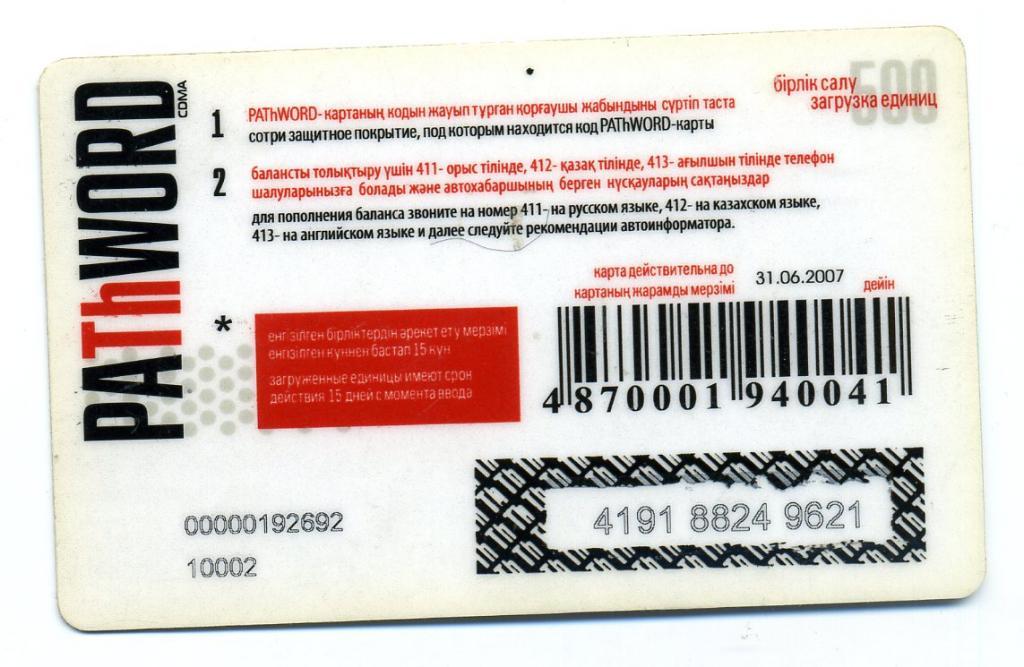 PAThWORD
CDMA
500
бірлік салу
загрузка единиц
1
PAThWORD- картаның кодын жауып тұрган қорғаушы жабындыны сүртіп таста
сотри защитное покрытие, под которым находится код PAThWORD-карты
2
балансты толықтыру үшін 411- орыс тілінде, 412- қазақ тілінде, 413- ағылшын тілінде телефон
шалуларыңызға болады және автохабаршының берген нұсқауларың сақтаңыздар
для пополнения баланса звоните на номер 411- на русском языке, 412- на казахском языке,
413- на английском языке и далее следуйте рекомендации автоинформатора.
карта действительна до
картаның жарамды мерзімі
31.06.2007
дейін
*
енгізілген бірліктердің әрекет ету мерзімі
енгізілген күннен бастап 15 күн
загруженные единицы имеют срок
действия 15 дней с момента ввода
4 870001 940041
4191 8824 9621
00000192692
10002